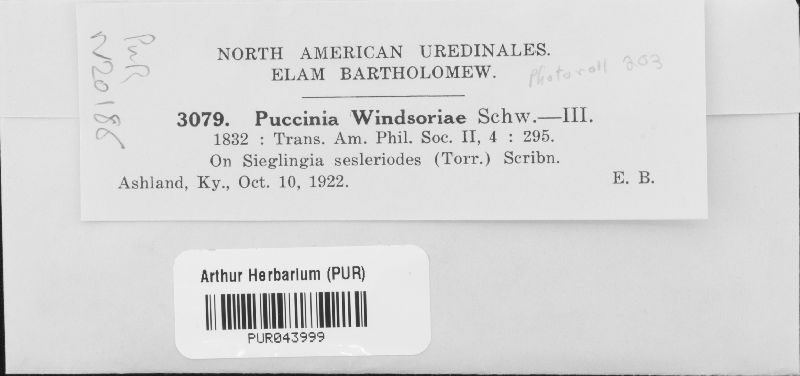 NORTH AMERICAN UREDINALES.
ELAM BARTHOLOMEW.
3079. Puccinia Windsoriae Schw.—III.
1832 : Trans. Am. Phil. Soc. II, 4 : 295.
On Sieglingia sesleriodes (Torr.) Scribn.
Ashland, Ky., Oct. 10, 1922. E. B.
PUR
N20186
Photo roll 303
Arthur Herbarium (PUR)
PUR043999